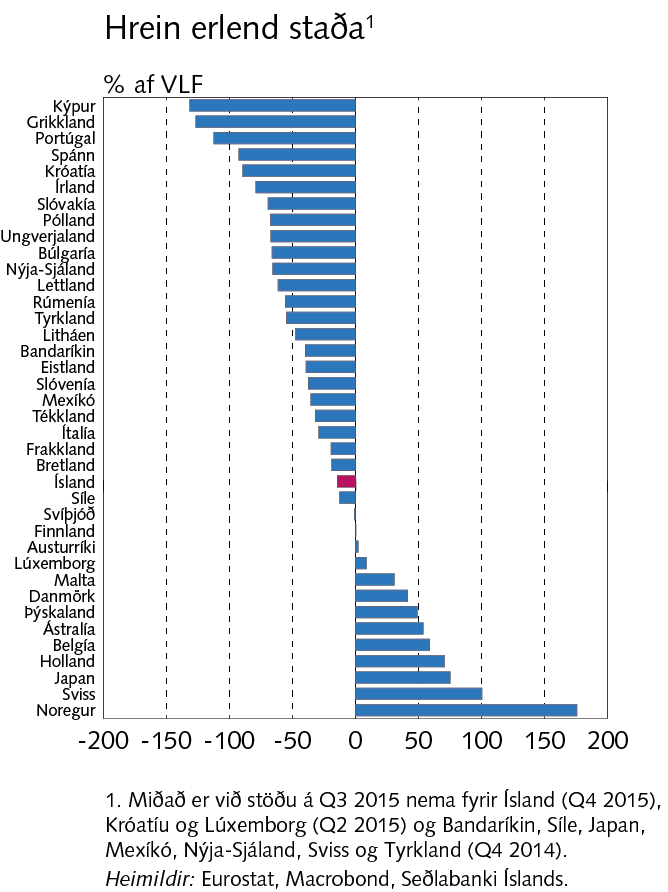 Hrein erlend staða¹
% af VLF
Kýpur
Grikkland
Portúgal
Spánn
Króatía
Írland
Slóvakía
Pólland
Ungverjaland
Búlgaría
Nýja-Sjáland
Lettland
Rúmenía
Tyrkland
Litháen
Bandaríkin
Eistland
Slóvenía
Mexíkó
Tékkland
Ítalía
Frakkland
Bretland
Ísland
Síle
Svíþjóð
Finnland
Austurríki
Lúxemborg
Malta
Danmörk
Þýskaland
Ástralía
Belgía
Holland
Japan
Sviss
Noregur
-200 -150 -100 -50 0 50 100 150 200
1. Miðað er við stöðu á Q3 2015 nema fyrir Ísland (Q4 2015),
Króatíu og Lúxemborg (Q2 2015) og Bandaríkin, Síle, Japan,
Mexíkó, Nýja-Sjáland, Sviss og Tyrkland (Q4 2014).
Heimildir: Eurostat, Macrobond, Seðlabanki Íslands.